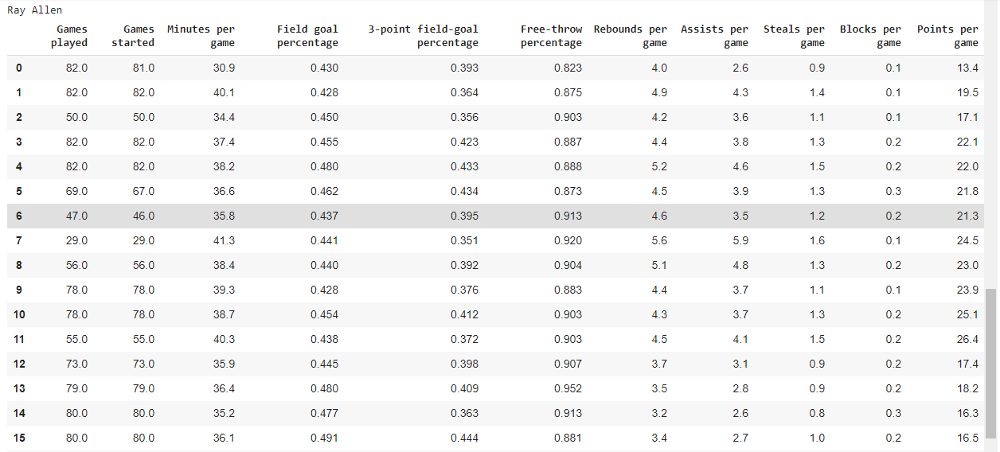 Ray Allen
Games Games Minutes per Field goal 3-point field-goal Free-throw Rebounds per Assists per Steals per Blocks per Points per
played started game percentage percentage percentage game game game game game
0 82.0 81.0 30.9 0.430 0.393 0.823 4.0 2.6 0.9 0.1 13.4
1 82.0 82.0 40.1 0.428 0.364 0.875 4.9 4.3 1.4 0.1 19.5
2 50.0 50.0 34.4 0.450 0.356 0.903 4.2 3.6 1.1 0.1 17.1
3 82.0 82.0 37.4 0.455 0.423 0.887 4.4 3.8 1.3 0.2 22.1
4 82.0 82.0 38.2 0.480 0.433 0.888 5.2 4.6 1.5 0.2 22.0
5 69.0 67.0 36.6 0.462 0.434 0.873 4.5 3.9 1.3 0.3 21.8
6 47.0 46.0 35.8 0.437 0.395 0.913 4.6 3.5 1.2 0.2 21.3
7 29.0 29.0 41.3 0.441 0.351 0.920 5.6 5.9 1.6 0.1 24.5
8 56.0 56.0 38.4 0.440 0.392 0.904 5.1 4.8 1.3 0.2 23.0
9 78.0 78.0 39.3 0.428 0.376 0.883 4.4 3.7 1.1 0.1 23.9
10 78.0 78.0 38.7 0.454 0.412 0.903 4.3 3.7 1.3 0.2 25.1
11 55.0 55.0 40.3 0.438 0.372 0.903 4.5 4.1 1.5 0.2 26.4
12 73.0 73.0 35.9 0.445 0.398 0.907 3.7 3.1 0.9 0.2 17.4
13 79.0 79.0 36.4 0.480 0.409 0.952 3.5 2.8 0.9 0.2 18.2
14 80.0 80.0 35.2 0.477 0.363 0.913 3.2 2.6 0.8 0.3 16.3
15 80.0 80.0 36.1 0.491 0.444 0.881 3.4 2.7 1.0 0.2 16.5